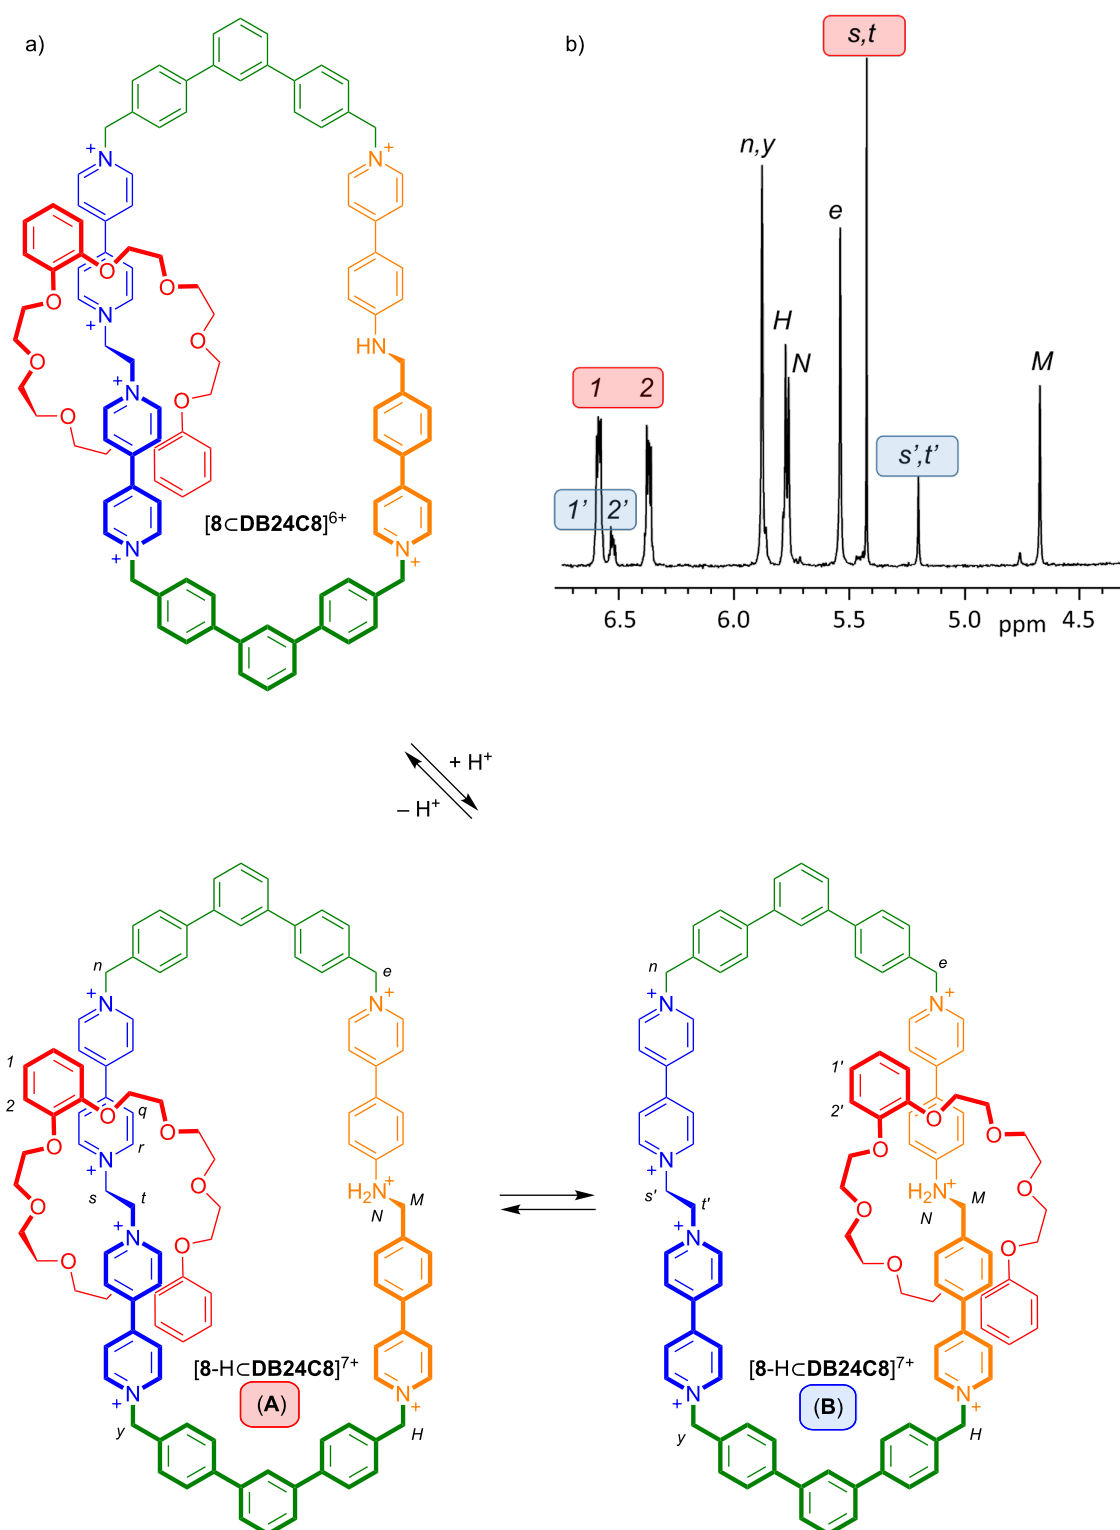 a)
b)
s,t
n,y
e
H
N
M
1 2
s',t'
1' 2'
6.5 6.0 5.5 5.0 ppm 4.5
N
+
N
+
O
O
O
N
+
O
O
HN
N
+
O
O
O
[8⊂DB24C8]6+
N
+
N
+
+ H+
– H+
n
e
N
+
N
+
1
2
q
r
O
O
O
N
+
s
t
O
O
H2N+
M
N
N
+
O
O
O
[8-H⊂DB24C8]7+
(A)
N
+
N
+
y
H
n
e
N
+
N
+
1'
2'
O
O
O
N
+
s'
t'
O
O
H2N+
M
N
N
+
O
O
O
[8-H⊂DB24C8]7+
(B)
N
+
N
+
y
H